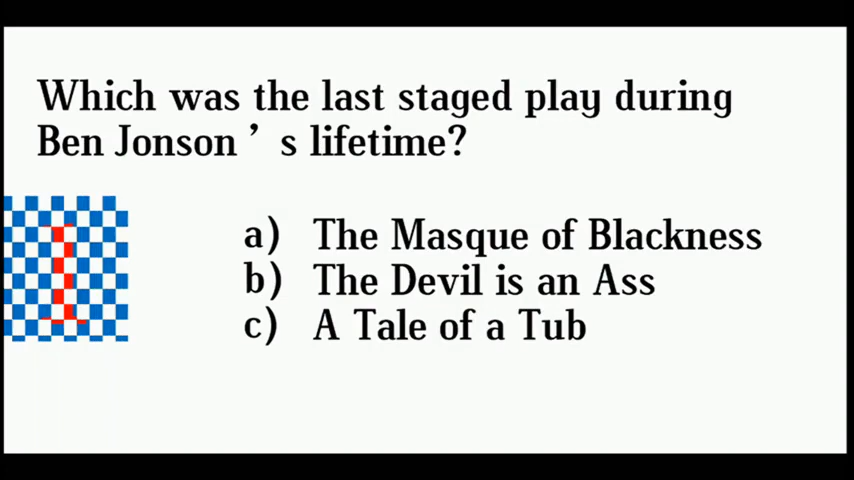 Which was the last staged play during
Ben Jonson ’ s lifetime?
1
a) The Masque of Blackness
b) The Devil is an Ass
c) A Tale of a Tub